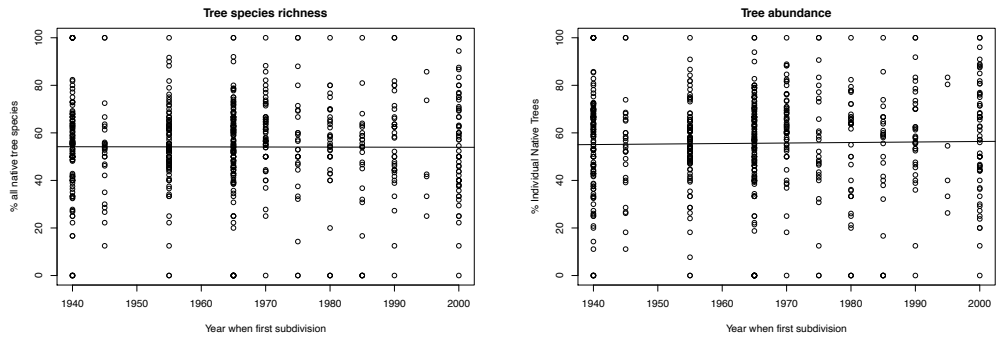 Tree species richness
% all native tree species
0
20
40
60
80
100
1940 1950 1960 1970 1980 1990 2000
Year when first subdivision
Tree abundance
% Individual Native Trees
0
20
40
60
80
100
1940 1950 1960 1970 1980 1990 2000
Year when first subdivision